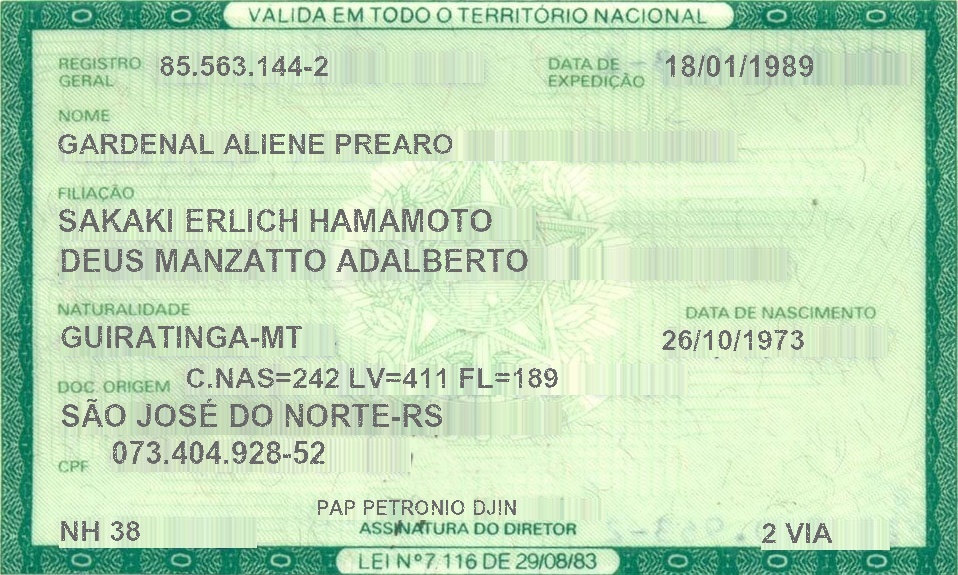 VALIDA EM TODO O TERRITÓRIO NACIONAL
REGISTRO GERAL 85.563.144-2 DATA DE EXPEDIÇÃO 18/01/1989
NOME
GARDENAL ALIENE PREARO
FILIAÇÃO
SAKAKI ERLICH HAMAMOTO
DEUS MANZATTO ADALBERTO
NATURALIDADE DATA DE NASCIMENTO
GUIRATINGA-MT 26/10/1973
DOC. ORIGEM C.NAS=242 LV=411 FL=189
SÃO JOSÉ DO NORTE-RS
CPF 073.404.928-52
PAP PETRONIO DJIN
NH 38 ASSINATURA DO DIRETOR 2 VIA
LEI Nº 7.116 DE 29/08/83